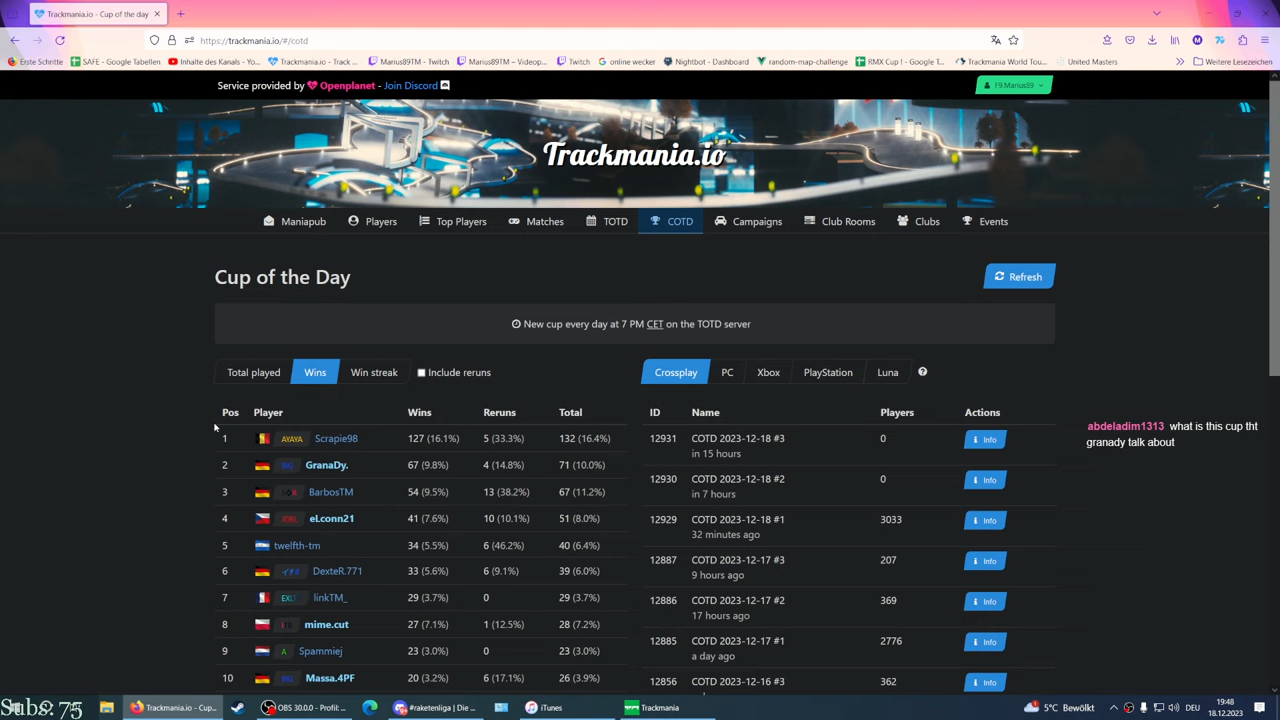 Trackmania.io - Cup of the day
https://trackmania.io/#/cotd
Erste Schritte
SAFE - Google Tabellen
Inhalte des Kanals - Yo...
Trackmania.io - Track ...
Marius89TM - Twitch
Marius89TM – Videop...
Twitch
online wecker
Nightbot - Dashboard
random-map-challenge
RMX Cup ! - Google T...
Trackmania World Tou...
United Masters
Weitere Lesezeichen
Service provided by Openplanet - Join Discord
F9.Marius89
Trackmania.io
Maniapub Players Top Players Matches TOTD COTD Campaigns Club Rooms Clubs Events
Cup of the Day
Refresh
New cup every day at 7 PM CET on the TOTD server
Total played Wins Win streak Include reruns
Crossplay PC Xbox PlayStation Luna
Pos Player Wins Reruns Total
1 AYAYA Scrapie98 127 (16.1%) 5 (33.3%) 132 (16.4%)
2 BIG GranaDy. 67 (9.8%) 4 (14.8%) 71 (10.0%)
3 BarbosTM 54 (9.5%) 13 (38.2%) 67 (11.2%)
4 eLconn21 41 (7.6%) 10 (10.1%) 51 (8.0%)
5 twelfth-tm 34 (5.5%) 6 (46.2%) 40 (6.4%)
6 DexteR.771 33 (5.6%) 6 (9.1%) 39 (6.0%)
7 linkTM_ 29 (3.7%) 0 29 (3.7%)
8 mime.cut 27 (7.1%) 1 (12.5%) 28 (7.2%)
9 A Spammiej 23 (3.0%) 0 23 (3.0%)
10 BIG Massa.4PF 20 (3.2%) 6 (17.1%) 26 (3.9%)
ID Name Players Actions
12931 COTD 2023-12-18 #3 0 Info
in 15 hours
12930 COTD 2023-12-18 #2 0 Info
in 7 hours
12929 COTD 2023-12-18 #1 3033 Info
32 minutes ago
12887 COTD 2023-12-17 #3 207 Info
9 hours ago
12886 COTD 2023-12-17 #2 369 Info
17 hours ago
12885 COTD 2023-12-17 #1 2776 Info
a day ago
12856 COTD 2023-12-16 #3 362 Info
abdeladim1313 what is this cup tht
granady talk about
Subs: 75
Trackmania.io - Cup...
OBS 30.0.0 - Profil: ...
#raketenliga | Die ...
iTunes
Trackmania
5°C Bewölkt
DEU
19:48
18.12.2023